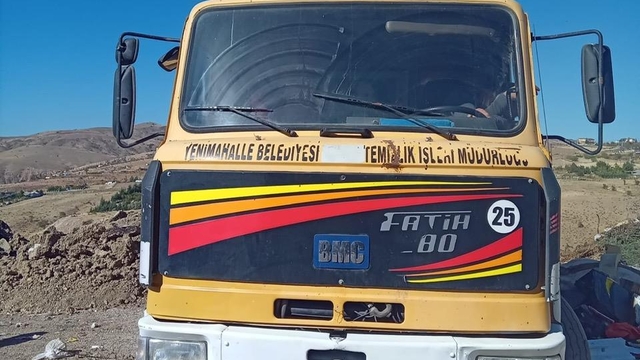 YENİMAHALLE BELEDİYESİ TEMİZLİK İŞLERİ MÜDÜRLÜĞÜ
FATİH 25
80
BMC